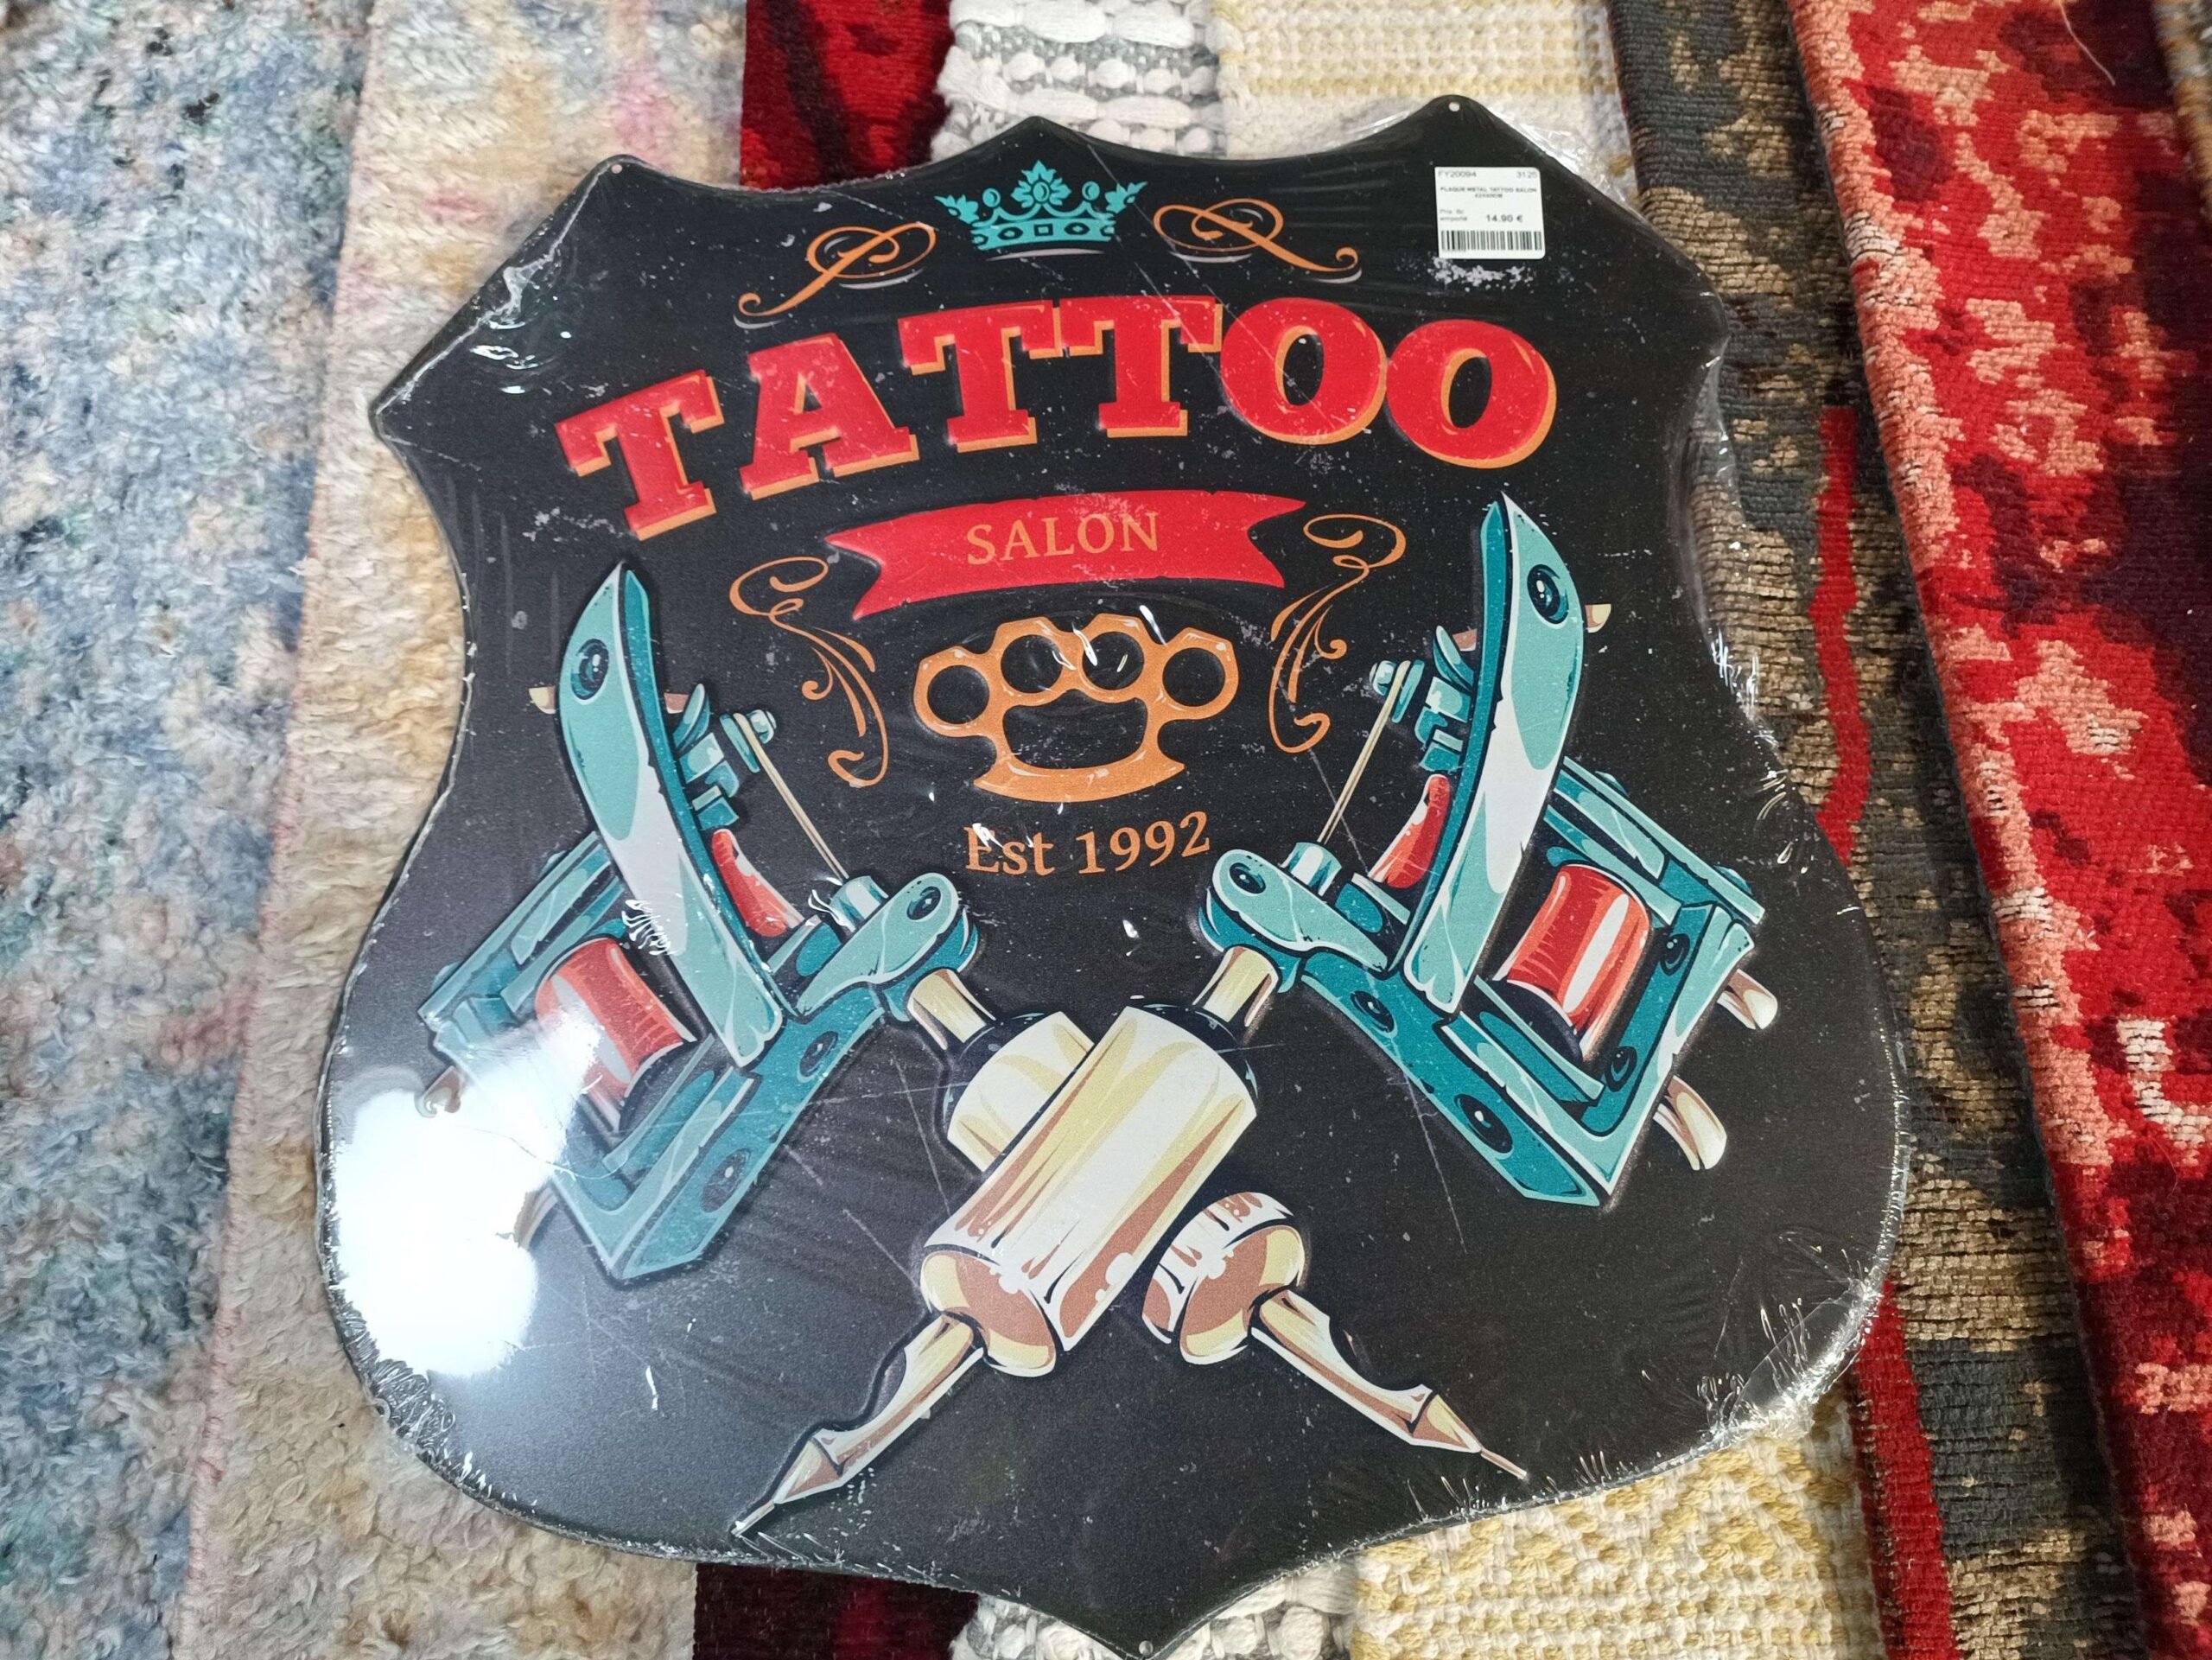 FY20094 3125
PLAQUE METAL TATTOO SALON
14.90 €
TATTOO
SALON
Est 1992